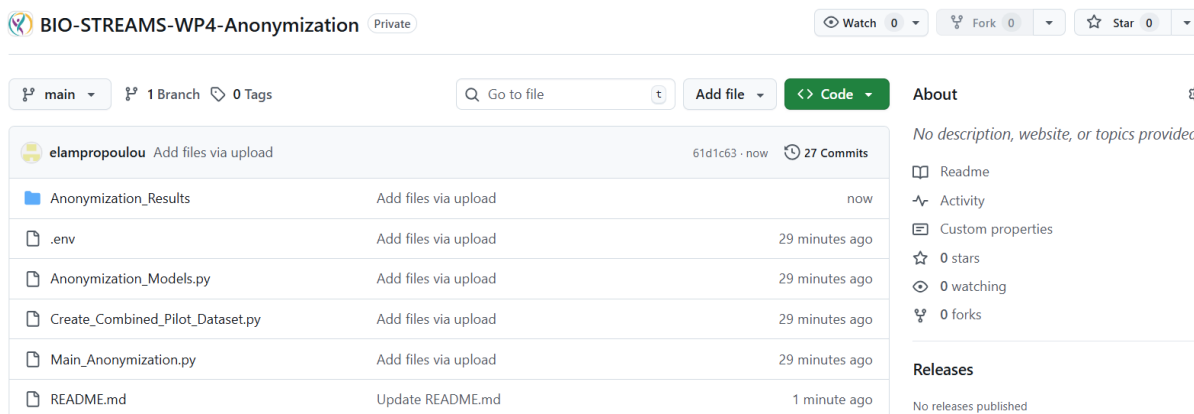 BIO-STREAMS-WP4-Anonymization Private
Watch 0 Fork 0 Star 0
main 1 Branch 0 Tags Go to file t Add file <> Code About
No description, website, or topics provided
elampropoulou Add files via upload 61d1c63 · now 27 Commits
Readme
Anonymization_Results Add files via upload now
Activity
Custom properties
.env Add files via upload 29 minutes ago
0 stars
Anonymization_Models.py Add files via upload 29 minutes ago
0 watching
0 forks
Create_Combined_Pilot_Dataset.py Add files via upload 29 minutes ago
Main_Anonymization.py Add files via upload 29 minutes ago
Releases
README.md Update README.md 1 minute ago
No releases published